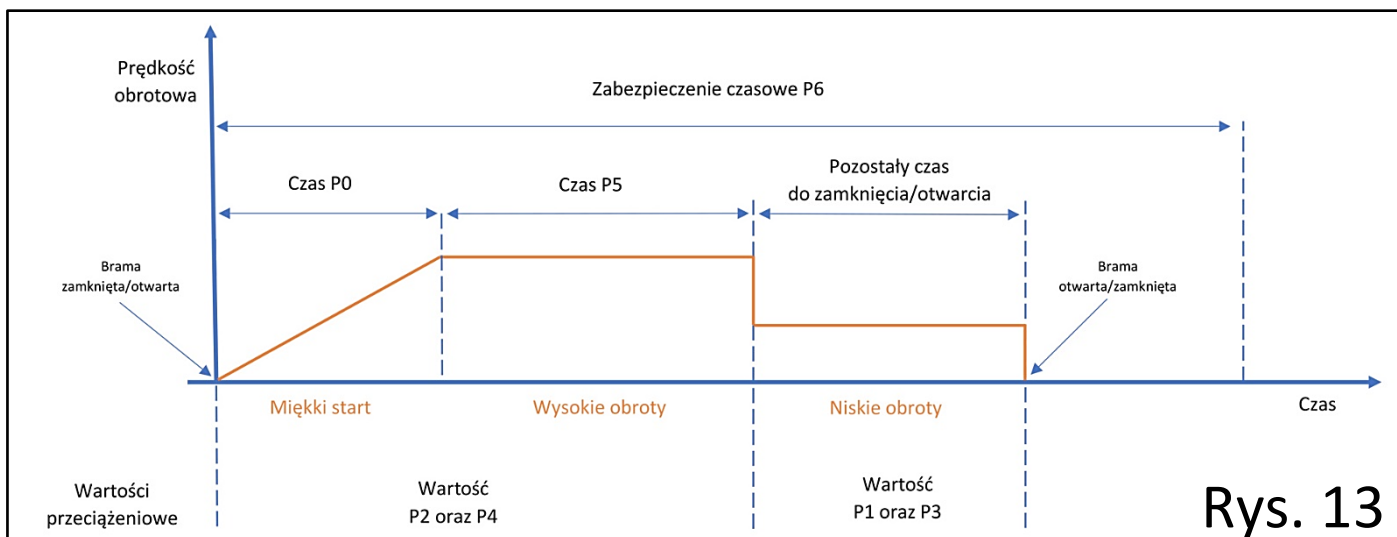 Prędkość
obrotowa
Zabezpieczenie czasowe P6
Czas P0
Czas P5
Pozostały czas
do zamknięcia/otwarcia
Brama
zamknięta/otwarta
Brama
otwarta/zamknięta
Miękki start
Wysokie obroty
Niskie obroty
Czas
Wartości
przeciążeniowe
Wartość
P2 oraz P4
Wartość
P1 oraz P3
Rys. 13